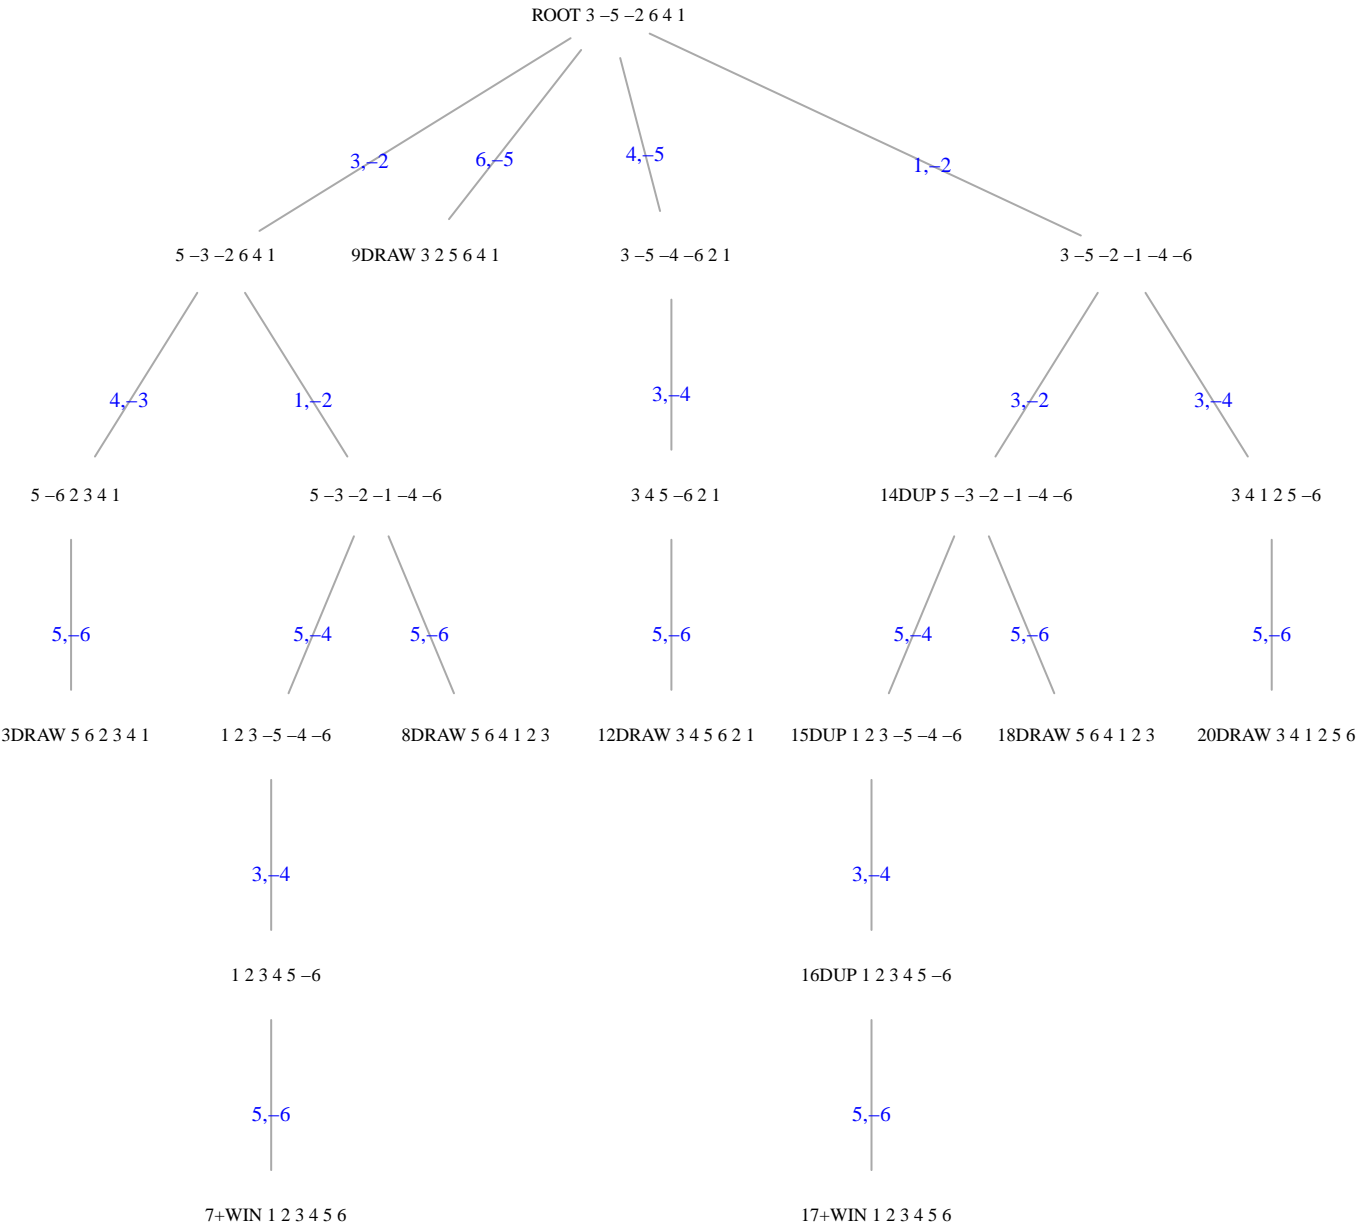 ROOT 3 –5 –2 6 4 1
3,–2
6,–5
4,–5
1,–2
5 –3 –2 6 4 1
9DRAW 3 2 5 6 4 1
3 –5 –4 –6 2 1
3 –5 –2 –1 –4 –6
4,–3
1,–2
3,–4
3,–2
3,–4
5 –6 2 3 4 1
5 –3 –2 –1 –4 –6
3 4 5 –6 2 1
14DUP 5 –3 –2 –1 –4 –6
3 4 1 2 5 –6
5,–6
5,–4
5,–6
5,–6
5,–4
5,–6
5,–6
3DRAW 5 6 2 3 4 1
1 2 3 –5 –4 –6
8DRAW 5 6 4 1 2 3
12DRAW 3 4 5 6 2 1
15DUP 1 2 3 –5 –4 –6
18DRAW 5 6 4 1 2 3
20DRAW 3 4 1 2 5 6
3,–4
3,–4
1 2 3 4 5 –6
16DUP 1 2 3 4 5 –6
5,–6
5,–6
7+WIN 1 2 3 4 5 6
17+WIN 1 2 3 4 5 6